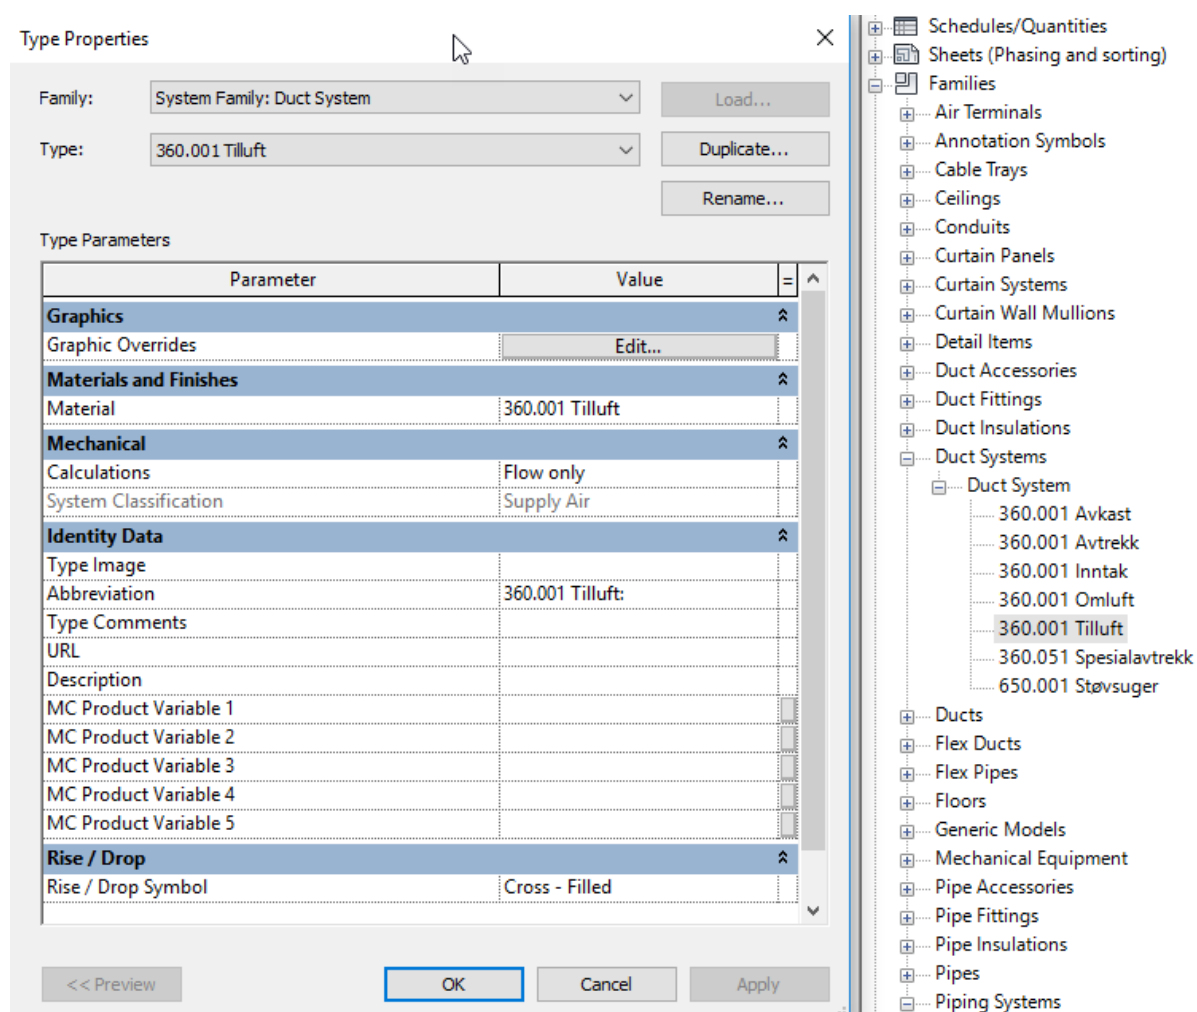 Type Properties
Family:
System Family: Duct System
Load...
Type:
360.001 Tilluft
Duplicate...
Rename...
Type Parameters
Parameter Value =
Graphics
Graphic Overrides Edit...
Materials and Finishes
Material 360.001 Tilluft
Mechanical
Calculations Flow only
System Classification Supply Air
Identity Data
Type Image
Abbreviation 360.001 Tilluft:
Type Comments
URL
Description
MC Product Variable 1
MC Product Variable 2
MC Product Variable 3
MC Product Variable 4
MC Product Variable 5
Rise / Drop
Rise / Drop Symbol Cross - Filled
<< Preview
OK
Cancel
Apply
Schedules/Quantities
Sheets (Phasing and sorting)
Families
Air Terminals
Annotation Symbols
Cable Trays
Ceilings
Conduits
Curtain Panels
Curtain Systems
Curtain Wall Mullions
Detail Items
Duct Accessories
Duct Fittings
Duct Insulations
Duct Systems
Duct System
360.001 Avkast
360.001 Avtrekk
360.001 Inntak
360.001 Omluft
360.001 Tilluft
360.051 Spesialavtrekk
650.001 Støvsuger
Ducts
Flex Ducts
Flex Pipes
Floors
Generic Models
Mechanical Equipment
Pipe Accessories
Pipe Fittings
Pipe Insulations
Pipes
Piping Systems